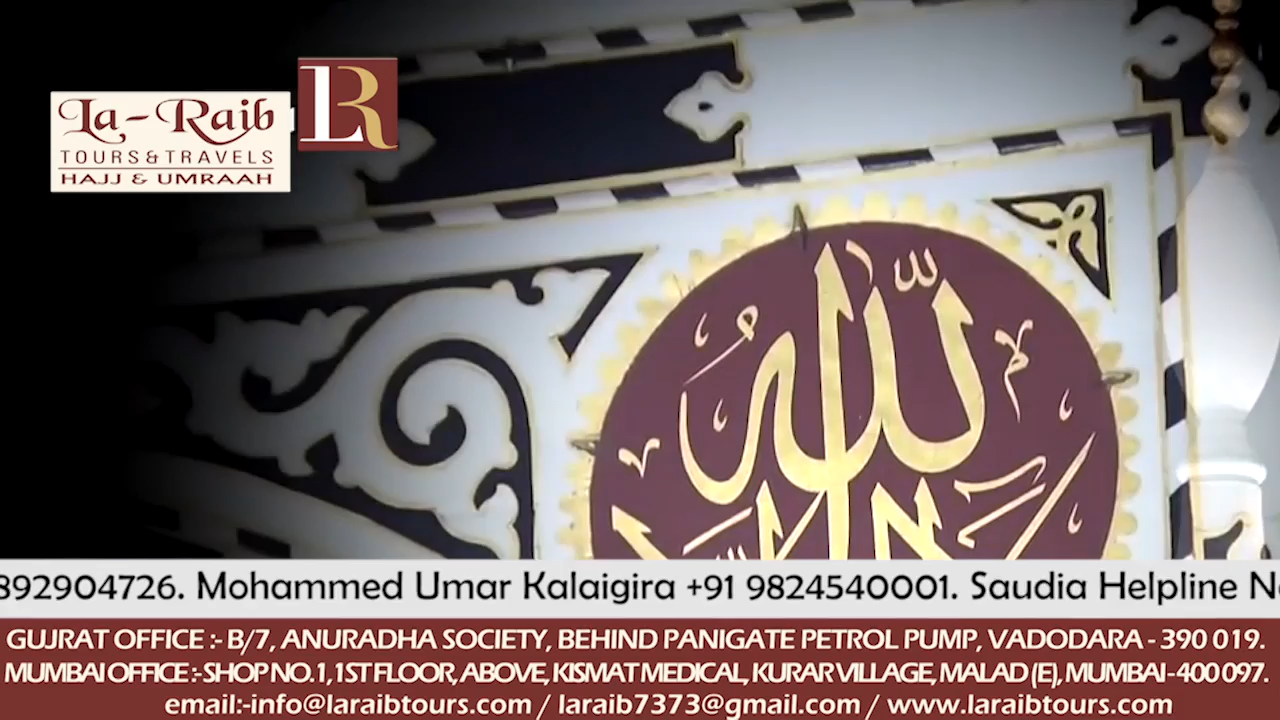 La-Raib
TOURS & TRAVELS
HAJJ & UMRAAH
LR
الله
892904726. Mohammed Umar Kalaigira +91 9824540001. Saudia Helpline N
GUJRAT OFFICE :- B/7, ANURADHA SOCIETY, BEHIND PANIGATE PETROL PUMP, VADODARA - 390 019.
MUMBAI OFFICE :- SHOP NO. 1, 1ST FLOOR, ABOVE, KISMAT MEDICAL, KURAR VILLAGE, MALAD (E), MUMBAI - 400 097.
email:-info@laraibtours.com / laraib7373@gmail.com / www.laraibtours.com